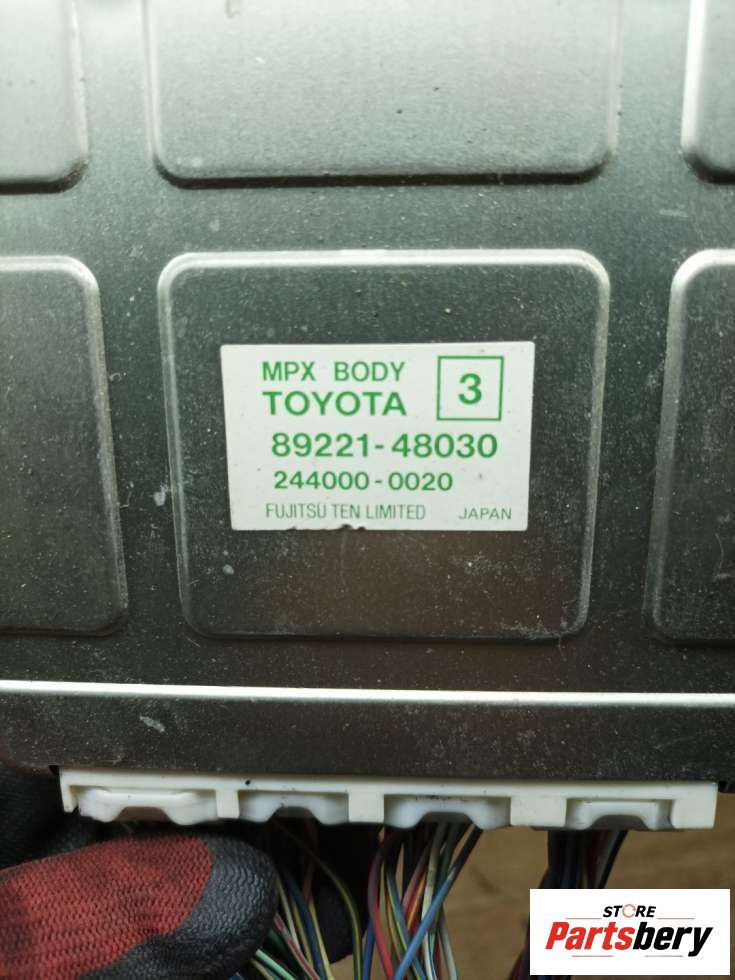 MPX BODY 3
TOYOTA
89221-48030
244000-0020
FUJITSU TEN LIMITED JAPAN
STORE
Partsbery